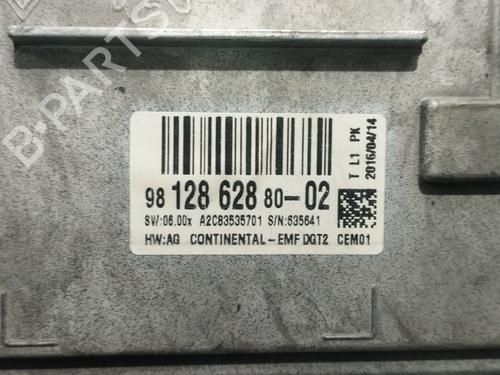 B-PARTS
98 128 628 80-02
SW:06.00x A2C83535701 S/N:635641
HW:AG CONTINENTAL-EMF DGT2 CEM01
T L1 PK
2016/04/14